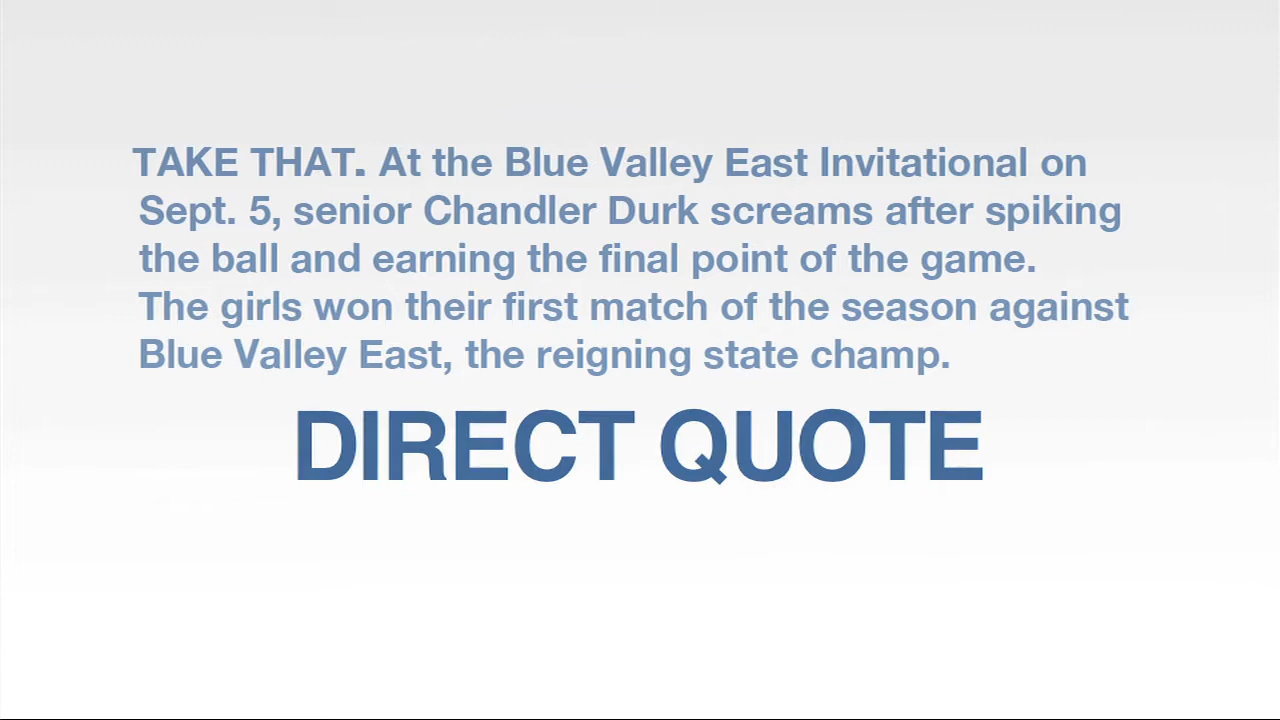 TAKE THAT. At the Blue Valley East Invitational on
Sept. 5, senior Chandler Durk screams after spiking
the ball and earning the final point of the game.
The girls won their first match of the season against
Blue Valley East, the reigning state champ.
DIRECT QUOTE